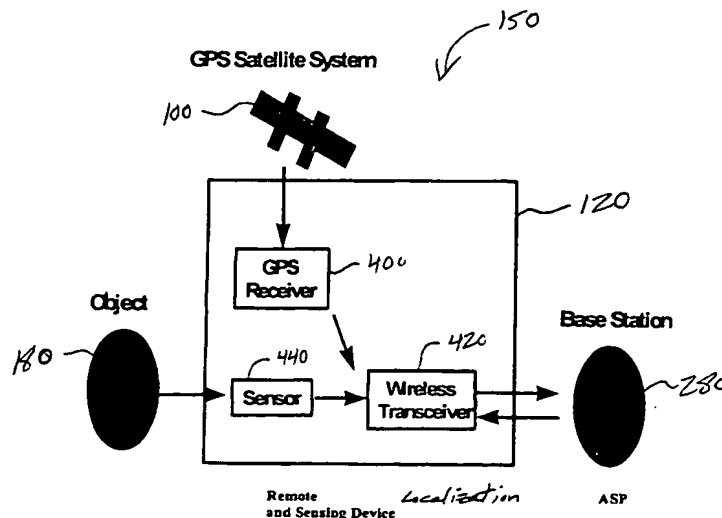 150
GPS Satellite System
100
120
GPS
Receiver
400
Object
Base Station
180
440
420
Sensor
Wireless
Transceiver
280
Remote Localization
and Sensing Device
ASP